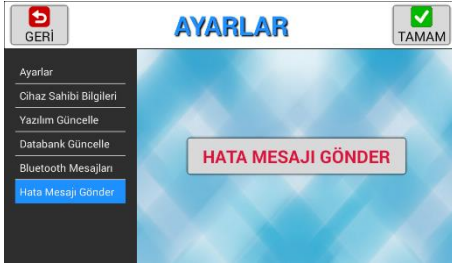 GERİ
AYARLAR
TAMAM
Ayarlar
Cihaz Sahibi Bilgileri
Yazılım Güncelle
Databank Güncelle
Bluetooth Mesajları
Hata Mesajı Gönder
HATA MESAJI GÖNDER